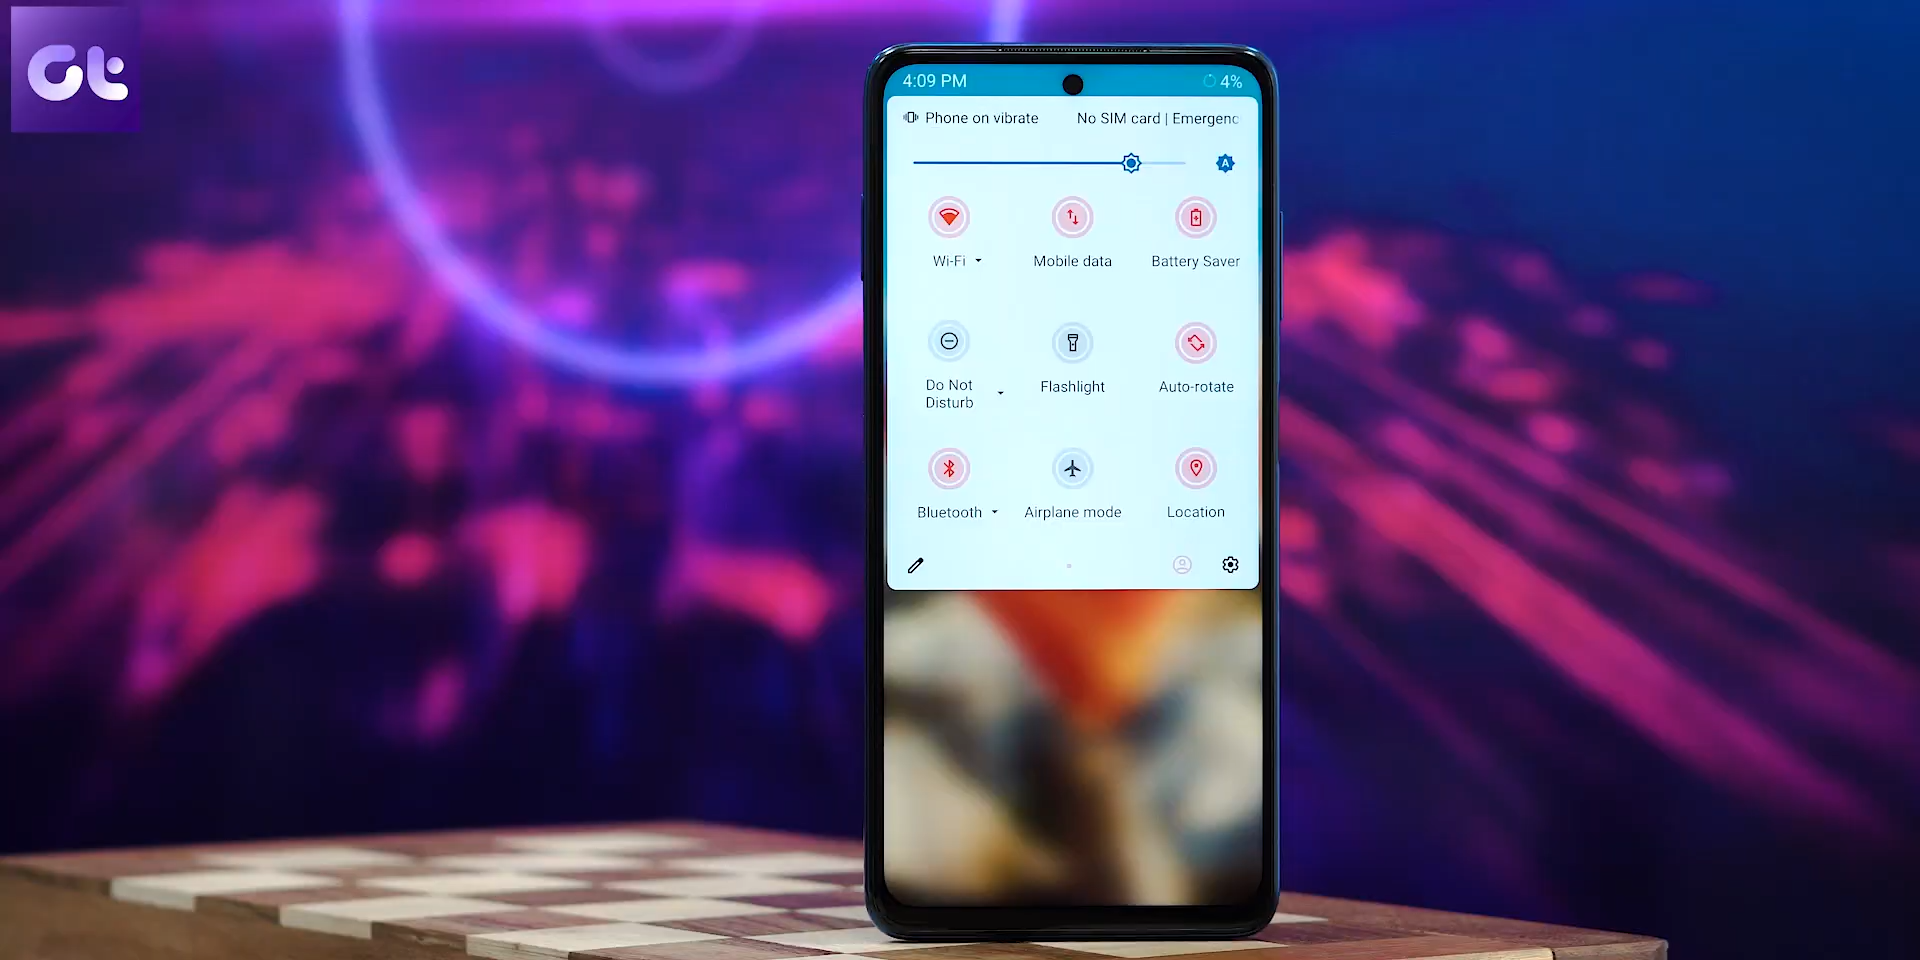 Gt
4:09 PM 4%
Phone on vibrate No SIM card | Emergenc
A
Wi-Fi Mobile data Battery Saver
Do Not
Disturb
Flashlight Auto-rotate
Bluetooth Airplane mode Location